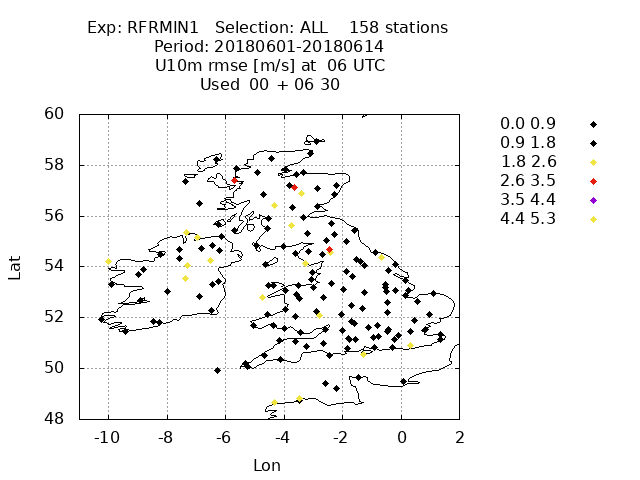 Exp: RFRMIN1   Selection: ALL    158 stations
Period: 20180601-20180614
U10m rmse [m/s] at  06 UTC
Used  00 + 06 30
60
58
56
54
52
50
48
Lat
-10 -8 -6 -4 -2 0 2
Lon
0.0 0.9
0.9 1.8
1.8 2.6
2.6 3.5
3.5 4.4
4.4 5.3